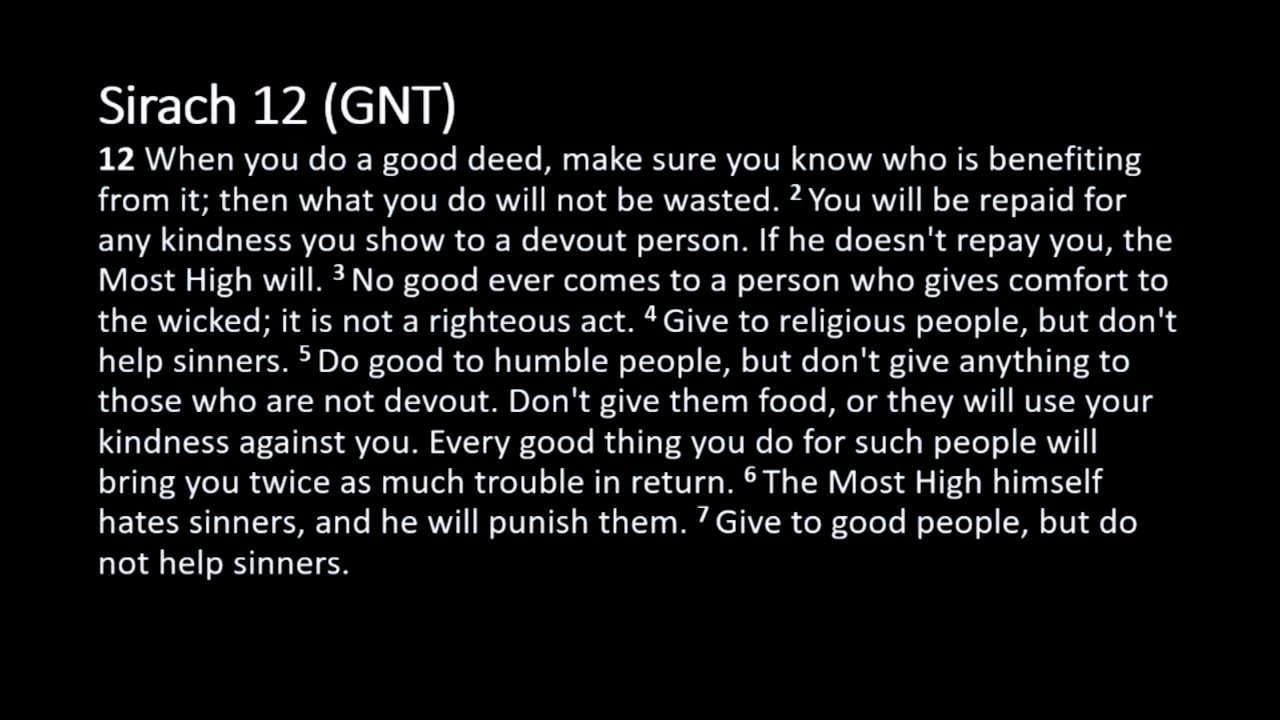 Sirach 12 (GNT)
12 When you do a good deed, make sure you know who is benefiting
from it; then what you do will not be wasted. 2 You will be repaid for
any kindness you show to a devout person. If he doesn't repay you, the
Most High will. 3 No good ever comes to a person who gives comfort to
the wicked; it is not a righteous act. 4 Give to religious people, but don't
help sinners. 5 Do good to humble people, but don't give anything to
those who are not devout. Don't give them food, or they will use your
kindness against you. Every good thing you do for such people will
bring you twice as much trouble in return. 6 The Most High himself
hates sinners, and he will punish them. 7 Give to good people, but do
not help sinners.